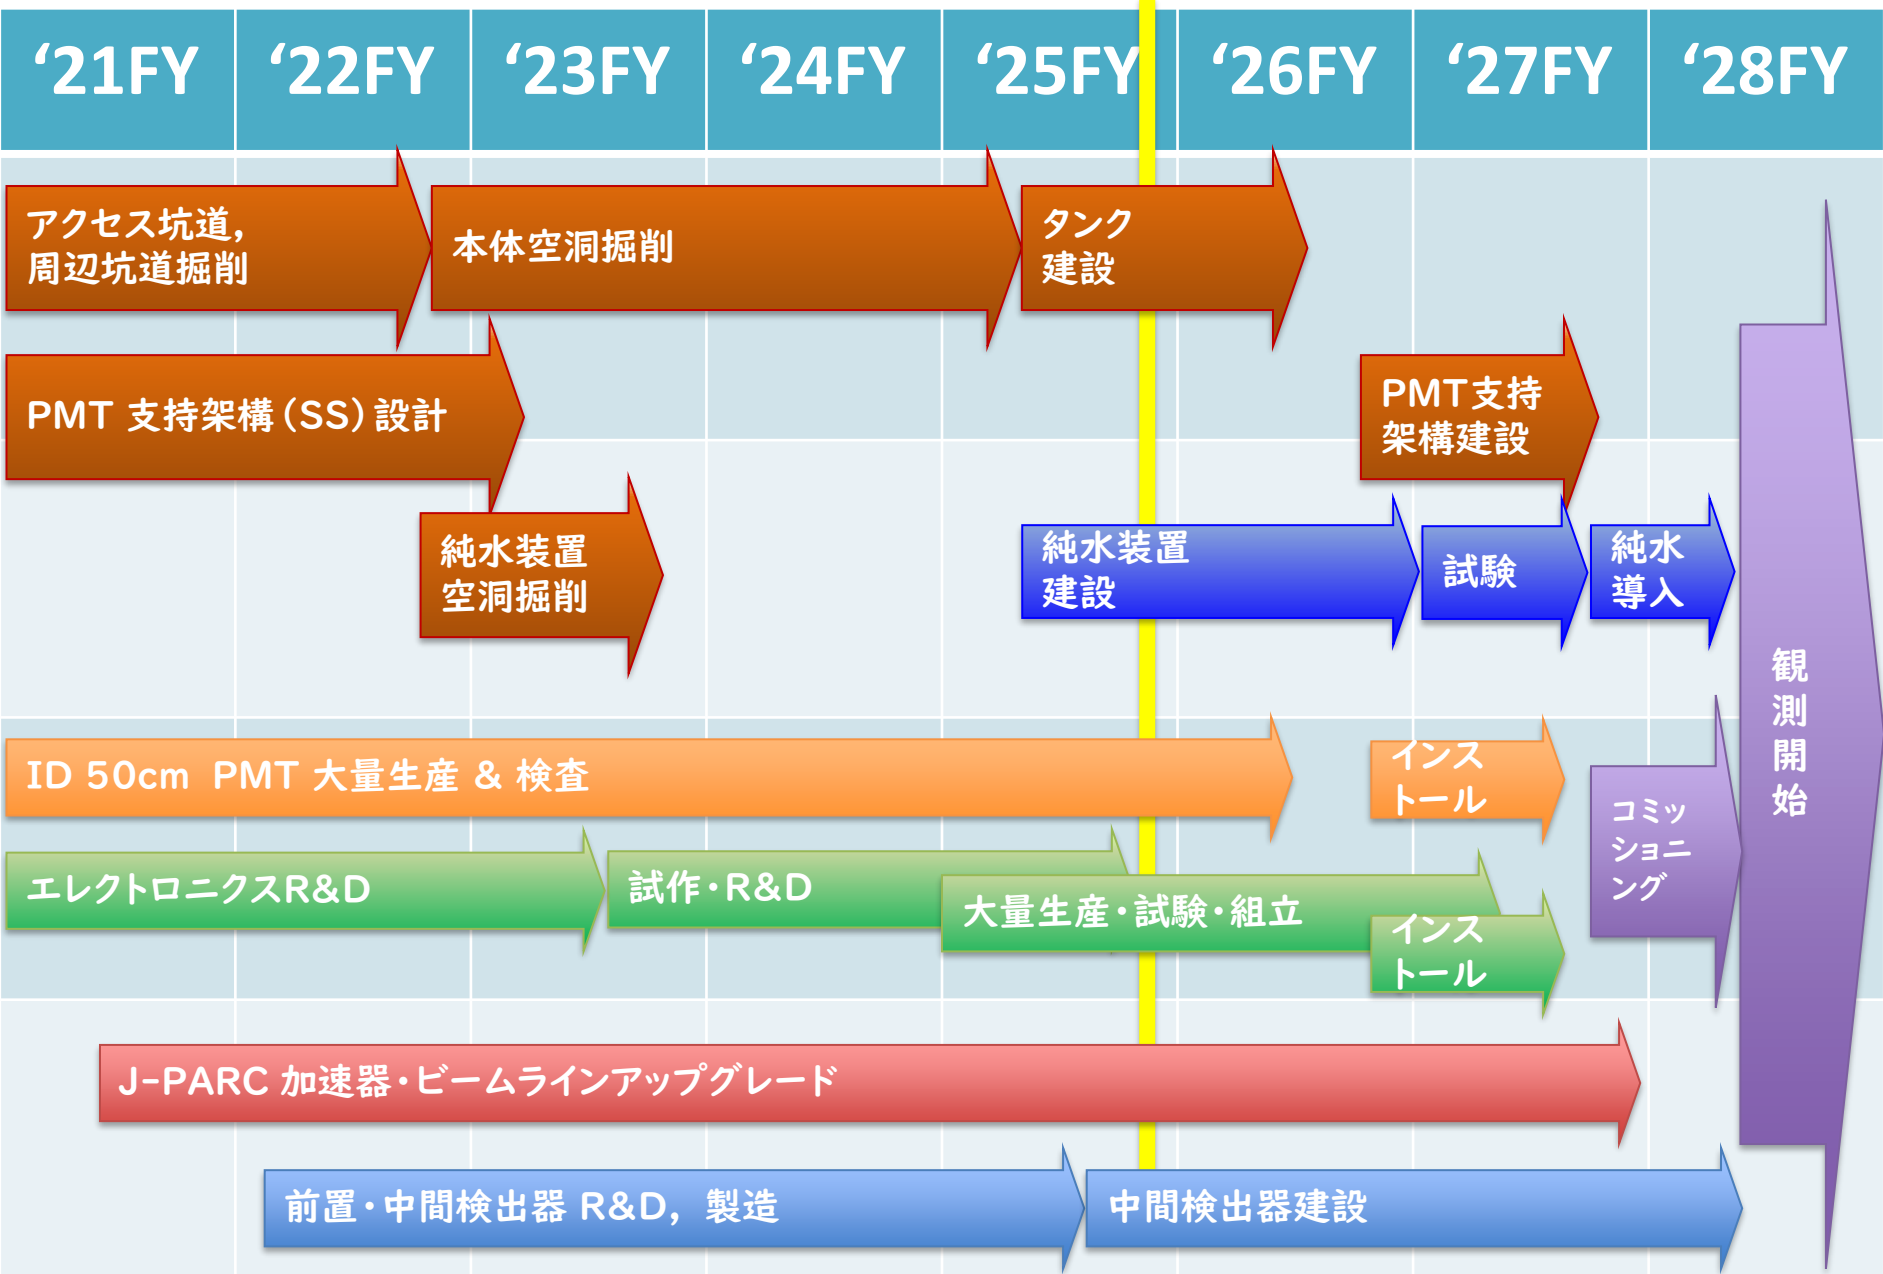 ‘21FY ‘22FY ‘23FY ‘24FY ‘25FY ‘26FY ‘27FY ‘28FY
アクセス坑道,
周辺坑道掘削
本体空洞掘削
タンク
建設
PMT 支持架構(SS)設計
PMT支持
架構建設
純水装置
空洞掘削
純水装置
建設
試験
純水
導入
観
測
開
始
ID 50cm PMT 大量生産 & 検査
インス
トール
コミッ
ショニ
ング
エレクトロニクスR&D
試作・R&D
大量生産・試験・組立
インス
トール
J-PARC 加速器・ビームラインアップグレード
前置・中間検出器 R&D, 製造
中間検出器建設